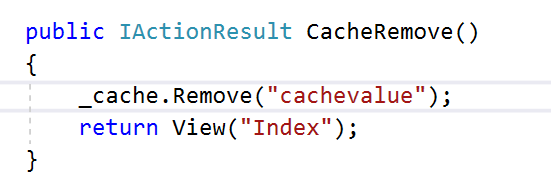 public IActionResult CacheRemove()
{
    _cache.Remove("cachevalue");
    return View("Index");
}